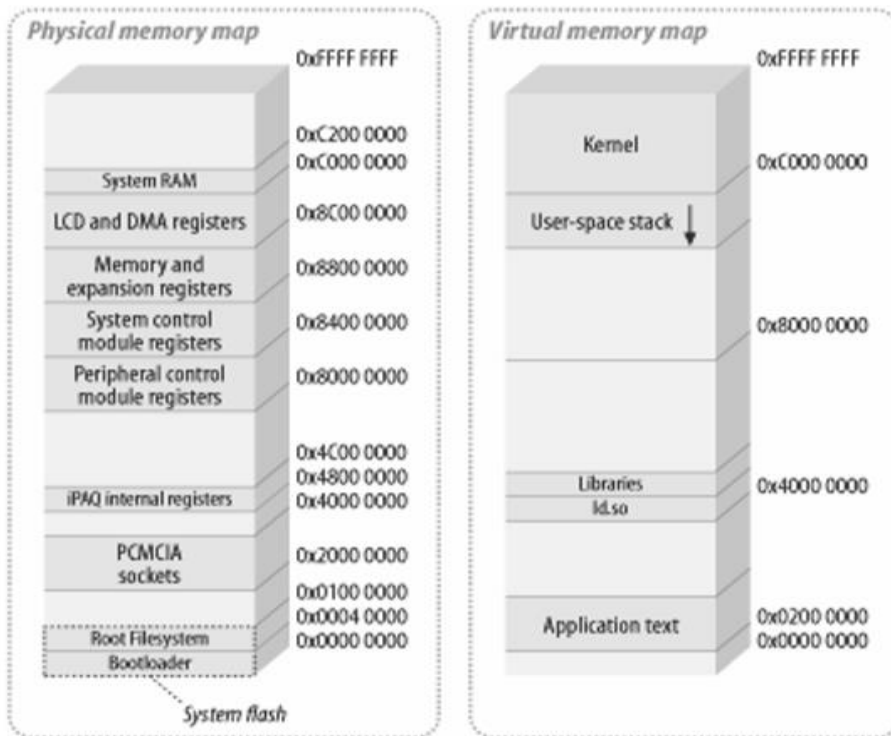 Physical memory map
0xFFFF FFFF
0xC200 0000
0xC000 0000
System RAM
LCD and DMA registers
0x8C00 0000
Memory and
expansion registers
0x8800 0000
System control
module registers
0x8400 0000
Peripheral control
module registers
0x8000 0000
0x4C00 0000
0x4800 0000
iPAQ internal registers
0x4000 0000
PCMCIA
sockets
0x2000 0000
0x0100 0000
0x0004 0000
Root Filesystem
0x0000 0000
Bootloader
System flash
Virtual memory map
0xFFFF FFFF
Kernel
0xC000 0000
User-space stack
0x8000 0000
Libraries
0x4000 0000
ld.so
Application text
0x0200 0000
0x0000 0000